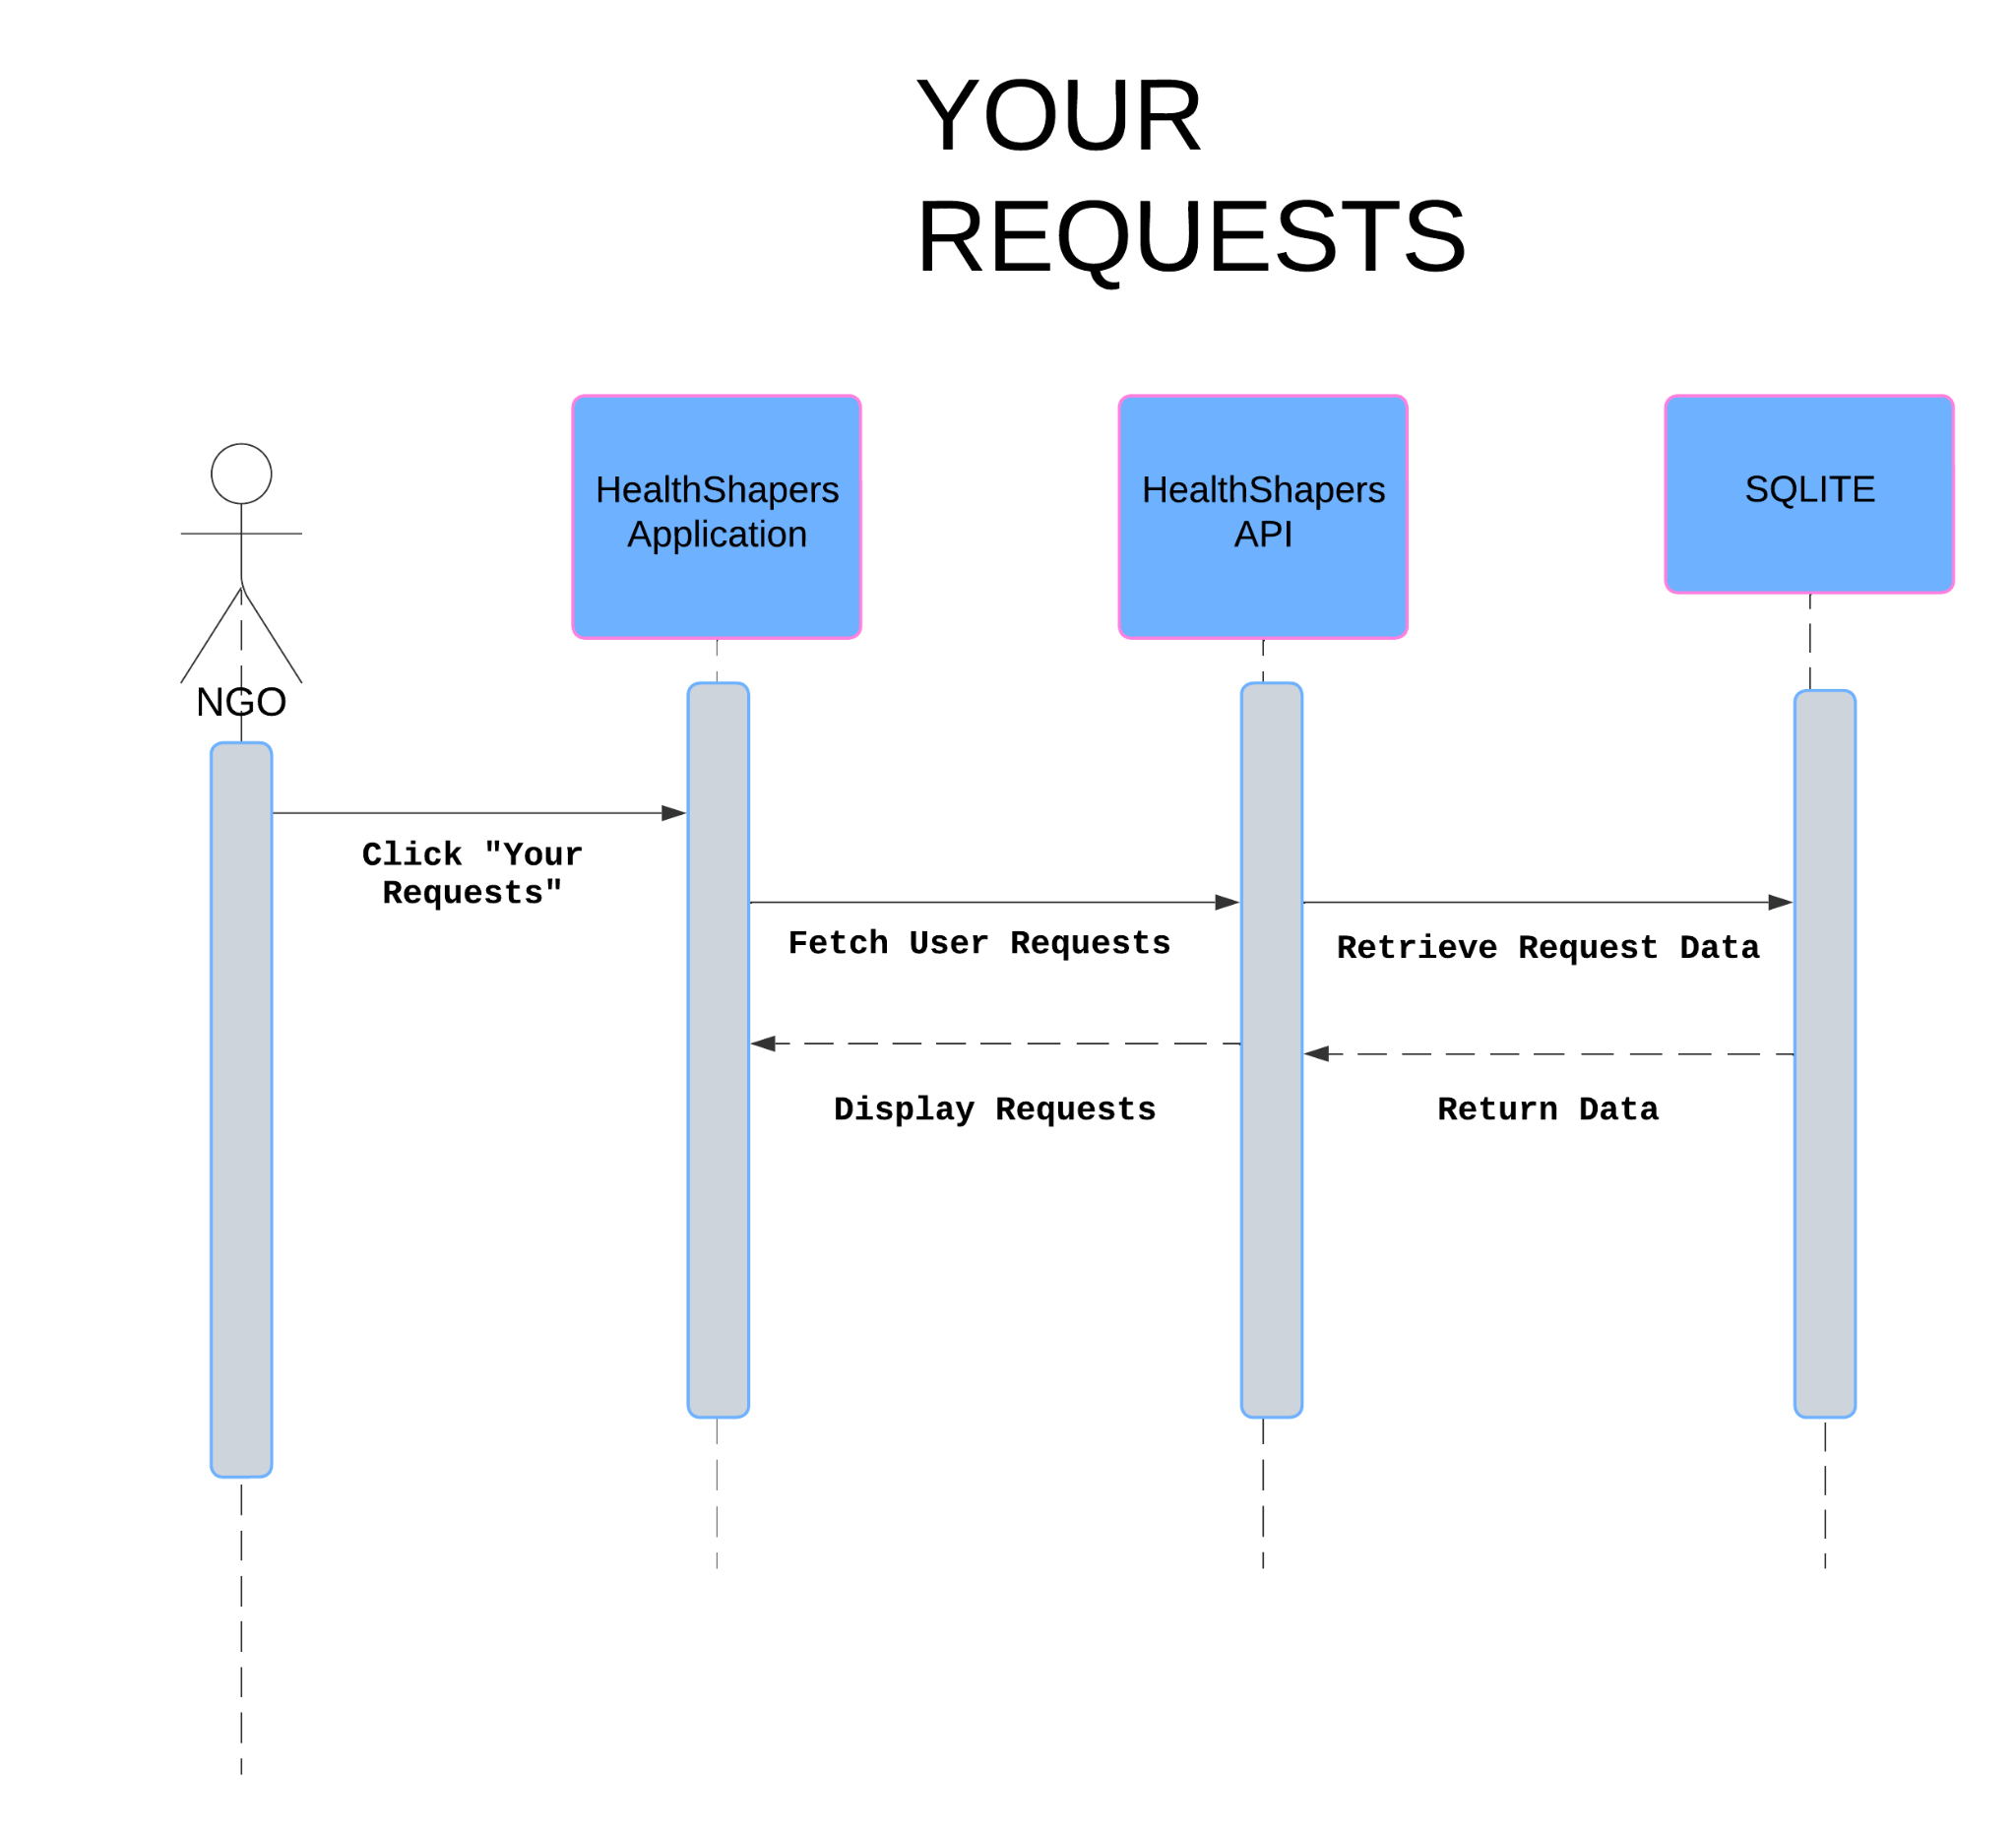 YOUR
REQUESTS
HealthShapers
Application
HealthShapers
API
SQLITE
NGO
Click "Your
Requests"
Fetch User Requests
Retrieve Request Data
Display Requests
Return Data